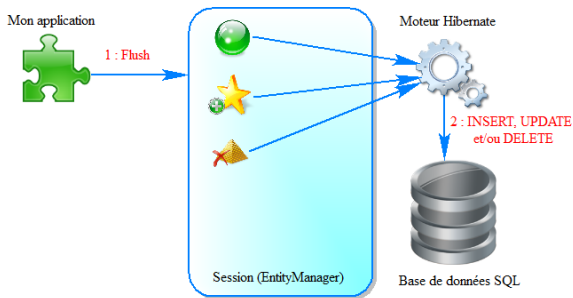 Mon application
Moteur Hibernate
1 : Flush
2 : INSERT, UPDATE
et/ou DELETE
Session (EntityManager)
Base de données SQL